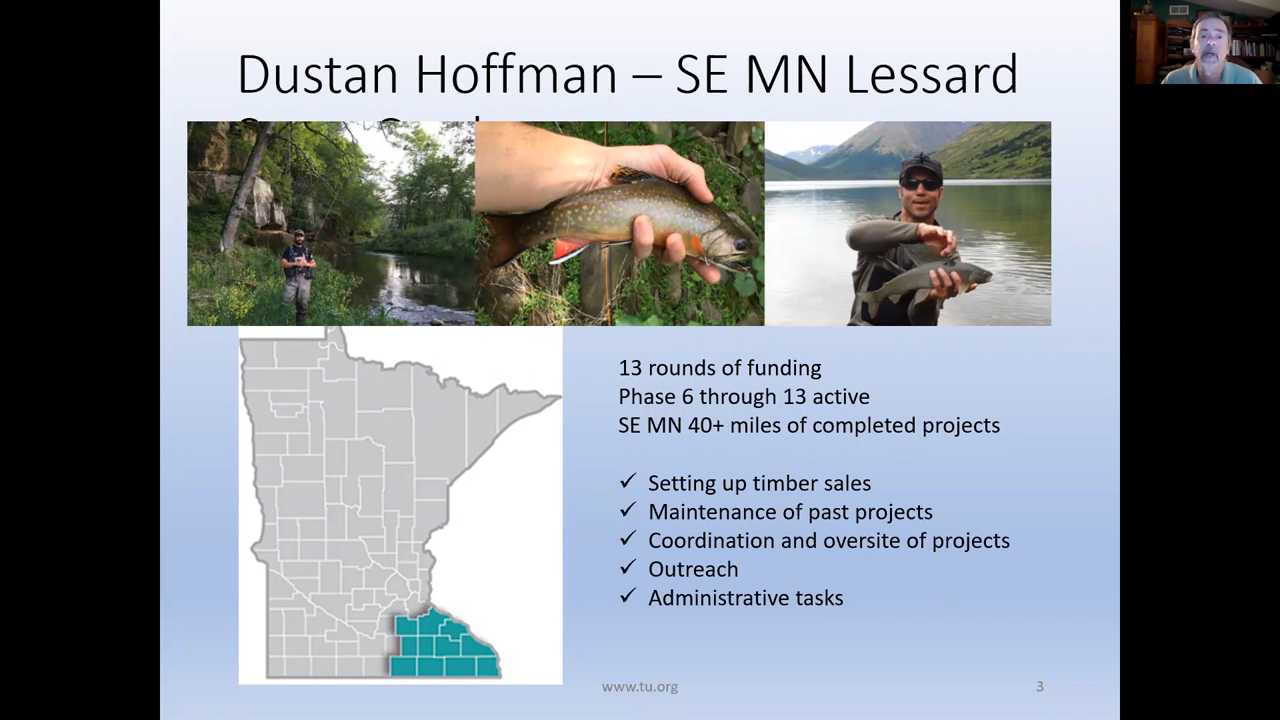 Dustan Hoffman – SE MN Lessard
13 rounds of funding
Phase 6 through 13 active
SE MN 40+ miles of completed projects
✓ Setting up timber sales
✓ Maintenance of past projects
✓ Coordination and oversite of projects
✓ Outreach
✓ Administrative tasks
www.tu.org
3